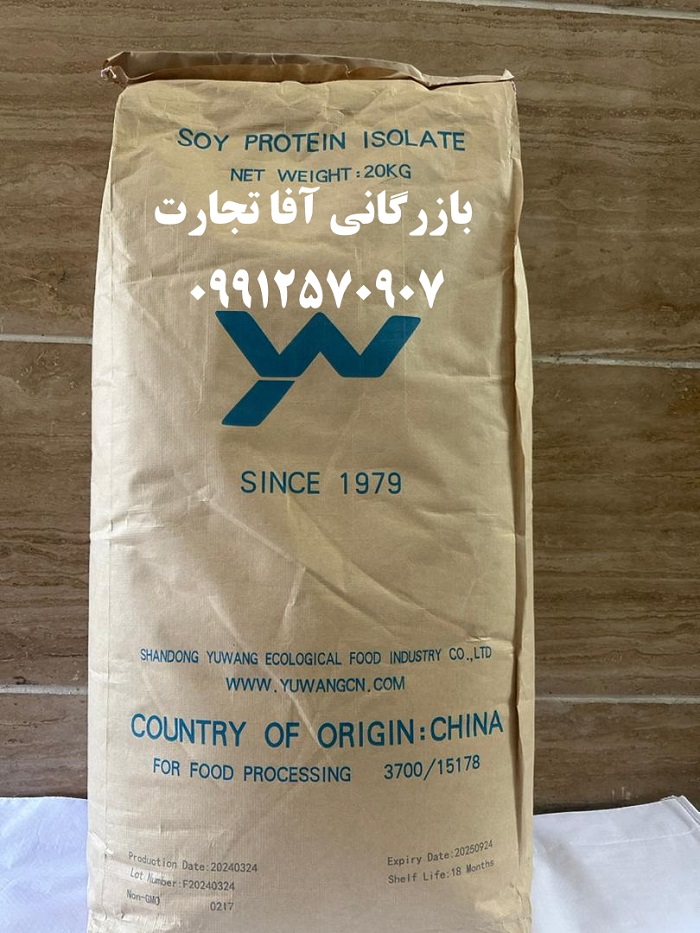 SOY PROTEIN ISOLATE
NET WEIGHT:20KG
بازرگانی آفا تجارت
۰۹۹۱۲۵۷۰۹۰۷
SINCE 1979
SHANDONG YUWANG ECOLOGICAL FOOD INDUSTRY CO.,LTD
WWW.YUWANGCN.COM
COUNTRY OF ORIGIN:CHINA
FOR FOOD PROCESSING 3700/15178
Production Date:20240324
Lot Number:F20240324
Non-GMO 0217
Expiry Date:20250924
Shelf Life:18 Months